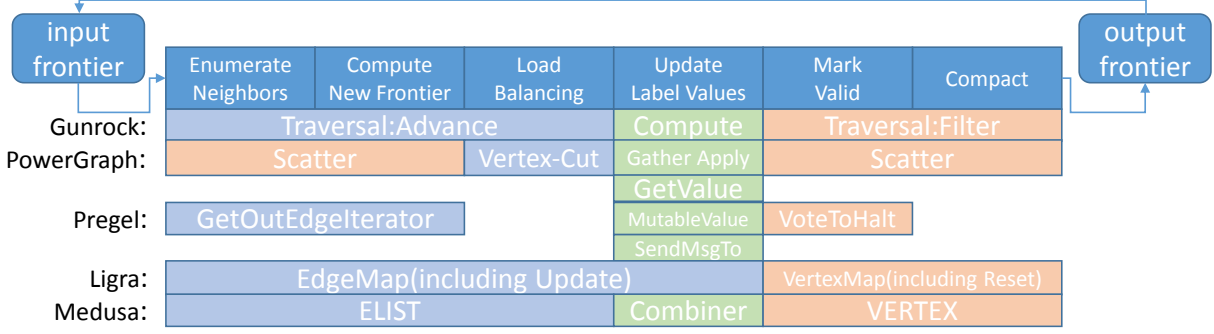 input
frontier
output
frontier
Enumerate
Neighbors
Compute
New Frontier
Load
Balancing
Update
Label Values
Mark
Valid
Compact
Gunrock:
Traversal:Advance
Compute
Traversal:Filter
PowerGraph:
Scatter
Vertex-Cut
Gather Apply
Scatter
Pregel:
GetOutEdgeIterator
GetValue
MutableValue
SendMsgTo
VoteToHalt
Ligra:
EdgeMap(including Update)
VertexMap(including Reset)
Medusa:
ELIST
Combiner
VERTEX